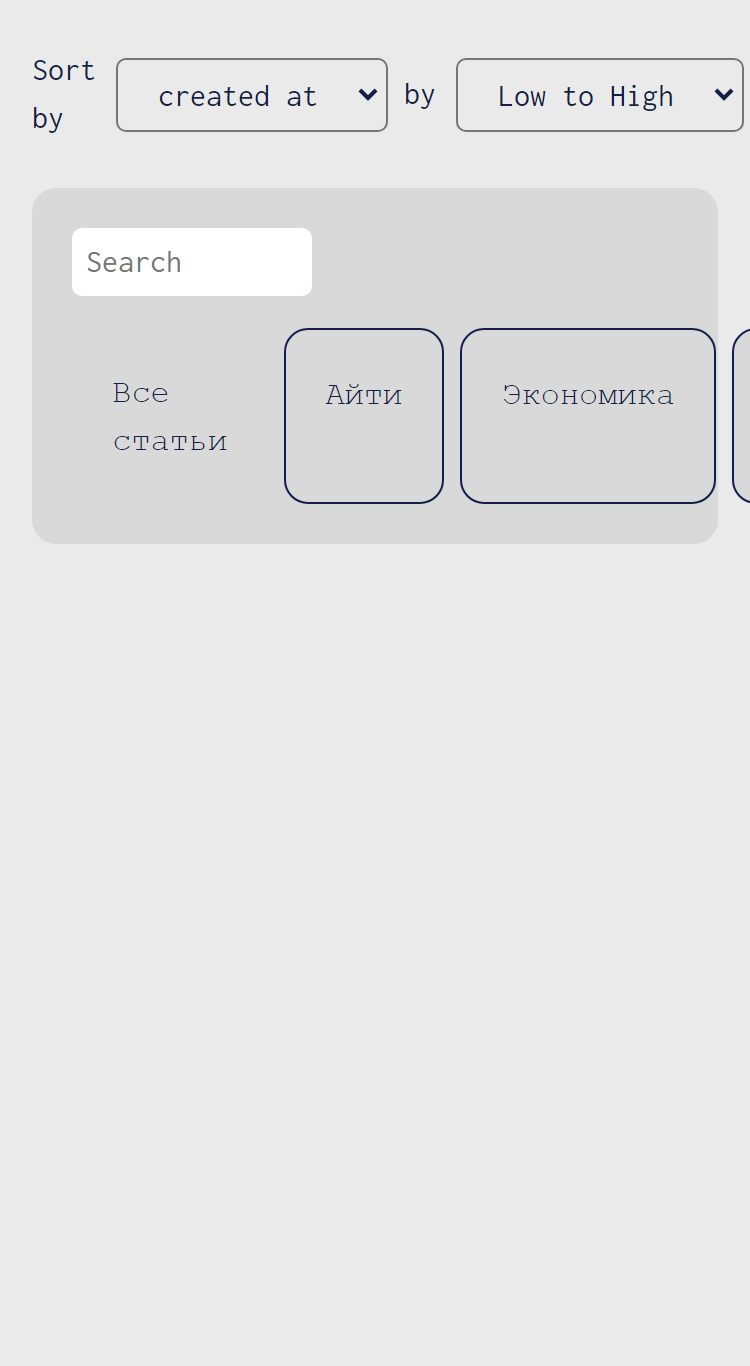 Sort by
created at
by
Low to High
Search
Все
статьи
Айти
Экономика